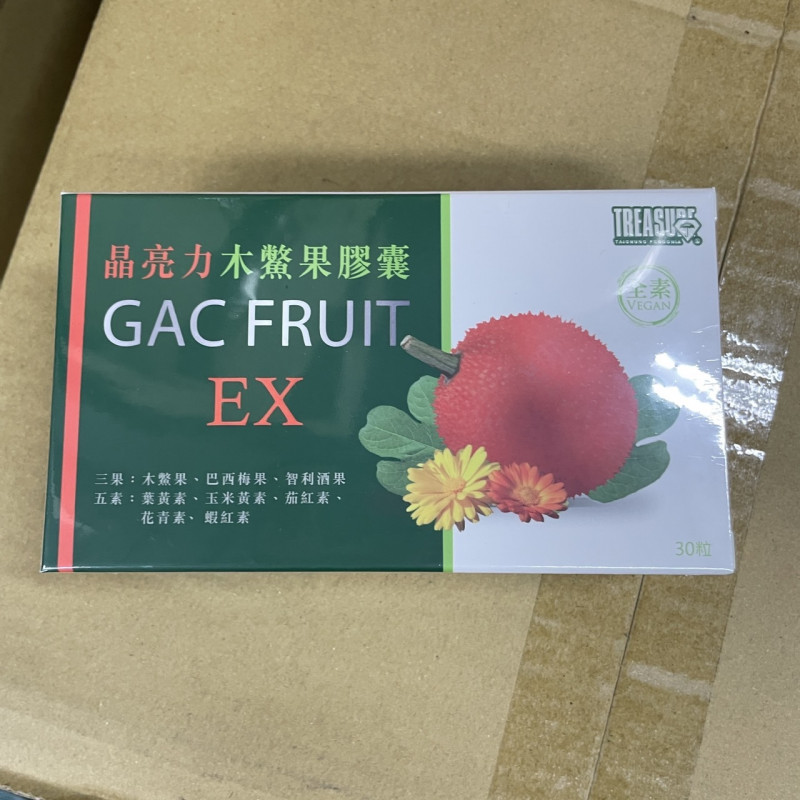 晶亮力木鱉果膠囊
GAC FRUIT
EX
三果：木鱉果、巴西梅果、智利酒果
五素：葉黃素、玉米黃素、茄紅素、
花青素、蝦紅素
TREASURE
全素
VEGAN
30粒